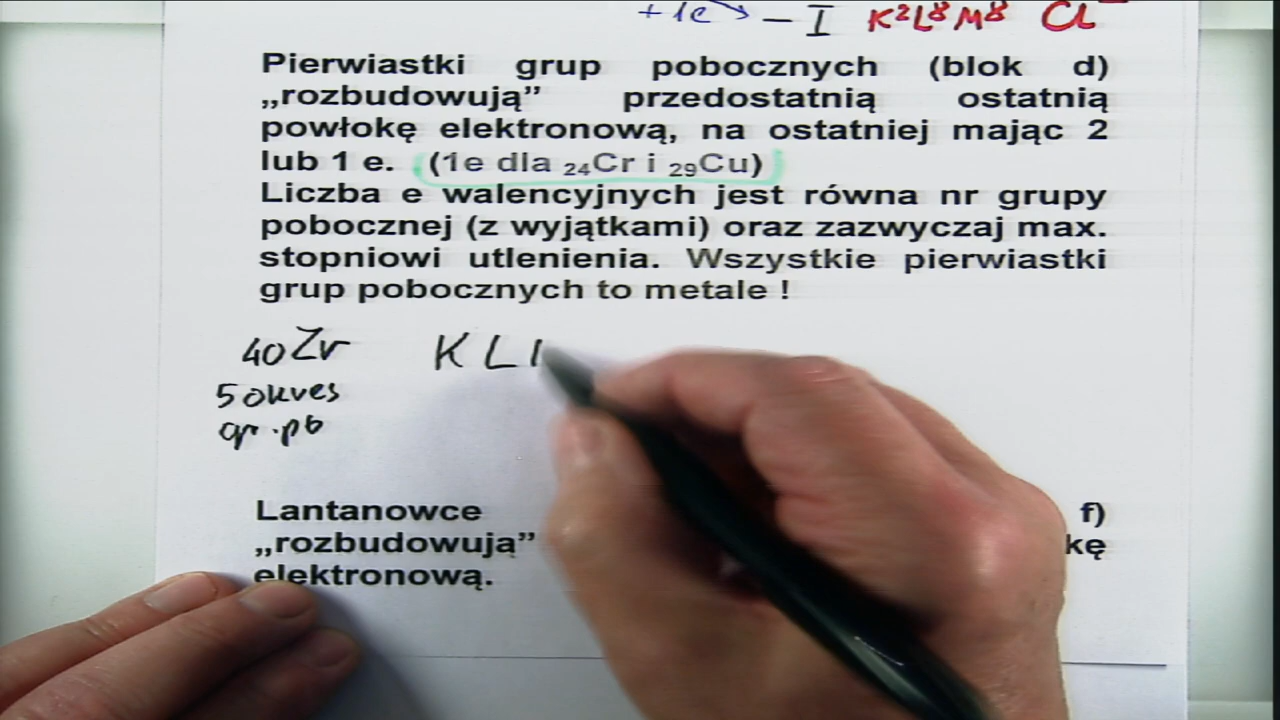 +1e → – I K²L⁸M⁸ Cl⁻
Pierwiastki grup pobocznych (blok d)
„rozbudowują” przedostatnią ostatnią
powłokę elektronową, na ostatniej mając 2
lub 1 e. (1e dla ₂₄Cr i ₂₉Cu)
Liczba e walencyjnych jest równa nr grupy
pobocznej (z wyjątkami) oraz zazwyczaj max.
stopniowi utlenienia. Wszystkie pierwiastki
grup pobocznych to metale !
40Zr K L
5 okres
gr. pb
Lantanowce f)
„rozbudowują” kę
elektronową.